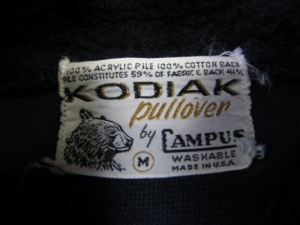 100% ACRYLIC PILE 100% COTTON BACK
PILE CONSTITUTES 59% OF FABRIC & BACK 41%
KODIAK
pullover
by CAMPUS
M
WASHABLE
MADE IN U.S.A.